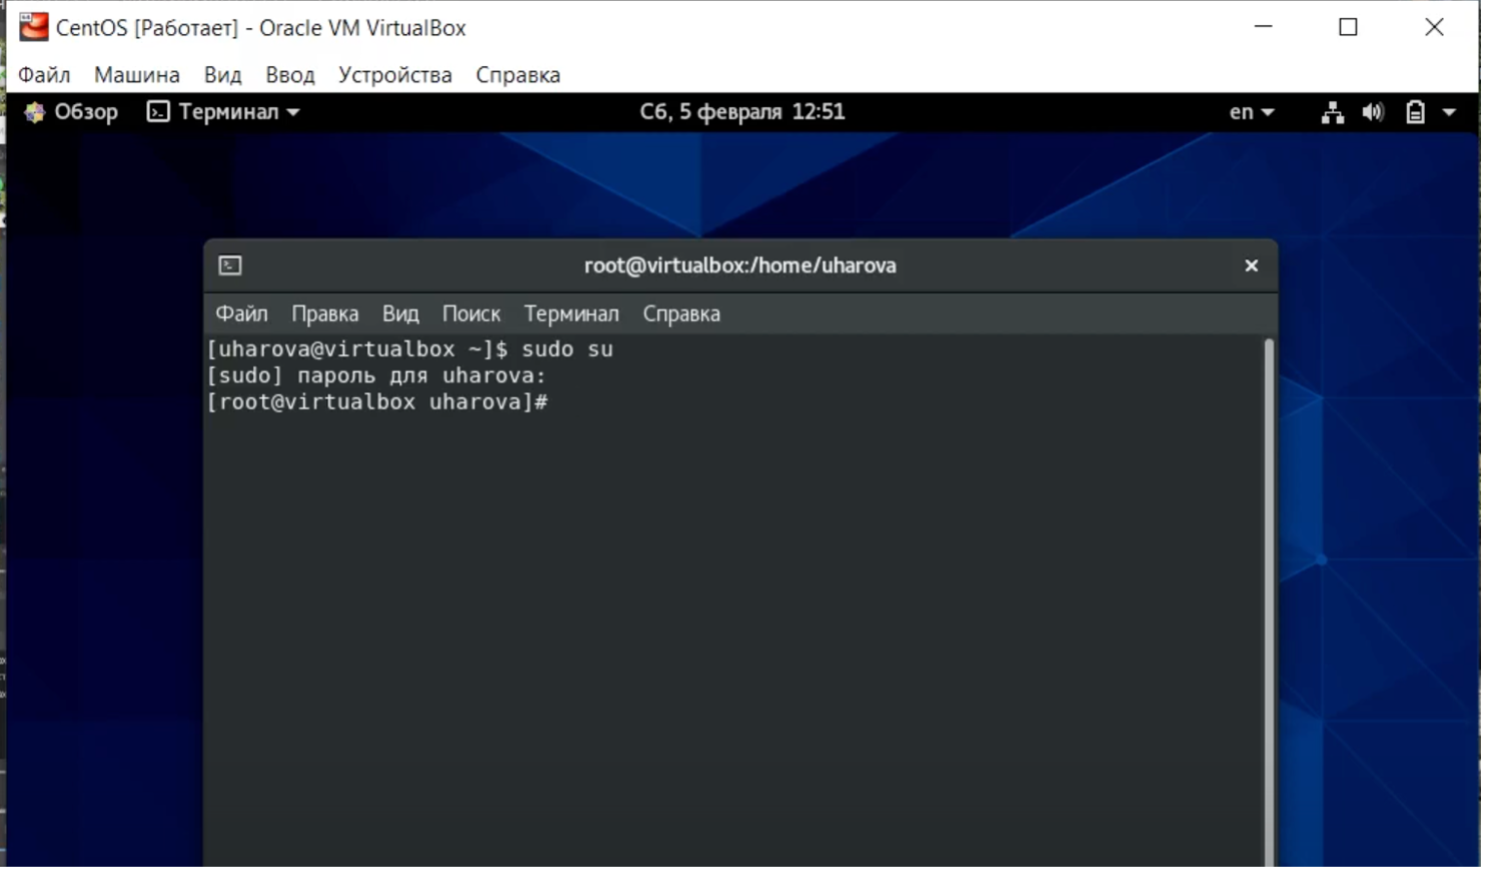 CentOS [Работает] - Oracle VM VirtualBox
Файл Машина Вид Ввод Устройства Справка
Обзор Терминал Сб, 5 февраля 12:51 en
root@virtualbox:/home/uharova
Файл Правка Вид Поиск Терминал Справка
[uharova@virtualbox ~]$ sudo su
[sudo] пароль для uharova:
[root@virtualbox uharova]#